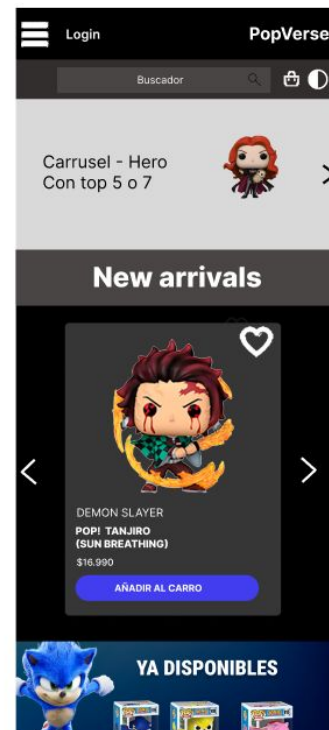 Login
PopVerse
Buscador
Carrusel - Hero
Con top 5 o 7
New arrivals
DEMON SLAYER
POP! TANJIRO
(SUN BREATHING)
$16.990
AÑADIR AL CARRO
YA DISPONIBLES